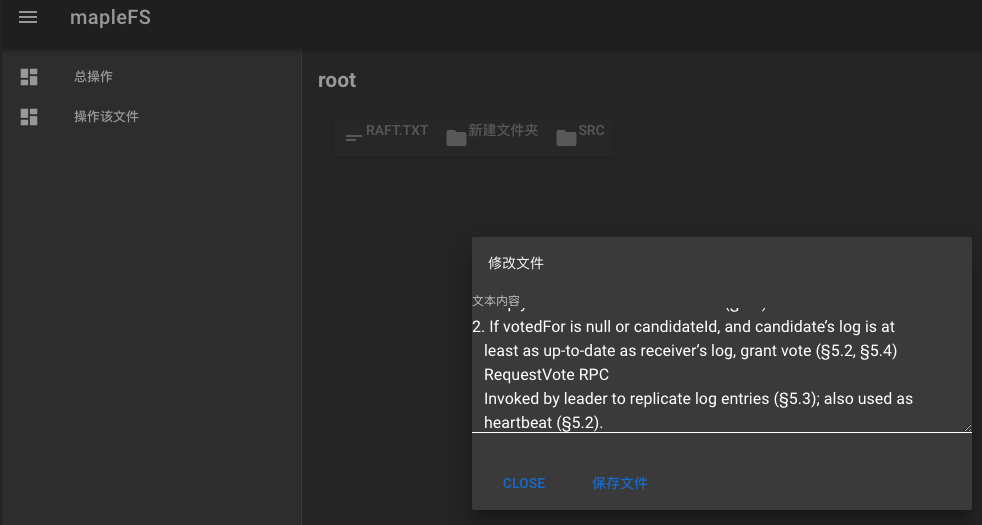 mapleFS
总操作
操作该文件
root
RAFT.TXT
新建文件夹
SRC
修改文件
文本内容
2. If votedFor is null or candidateId, and candidate’s log is at
least as up-to-date as receiver’s log, grant vote (§5.2, §5.4)
RequestVote RPC
Invoked by leader to replicate log entries (§5.3); also used as
heartbeat (§5.2).
CLOSE
保存文件